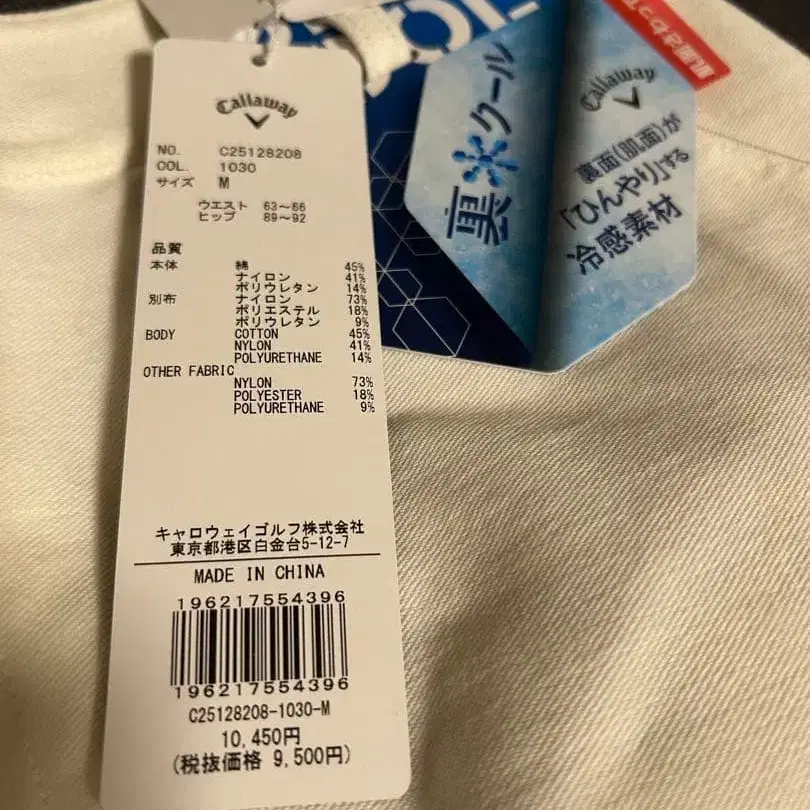 Callaway
NO. C25128208
COL. 1030
サイズ M
ウエスト 63～66
ヒップ 89～92
品質
本体 綿 45%
ナイロン 41%
ポリウレタン 14%
別布 ナイロン 73%
ポリエステル 18%
ポリウレタン 9%
BODY COTTON 45%
NYLON 41%
POLYURETHANE 14%
OTHER FABRIC
NYLON 73%
POLYESTER 18%
POLYURETHANE 9%
キャロウェイゴルフ株式会社
東京都港区白金台5-12-7
MADE IN CHINA
196217554396
196217554396
C25128208-1030-M
10,450円
(税抜価格 9,500円)
裏クール
Callaway
裏面(肌面)が
「ひんやり」する
冷感素材